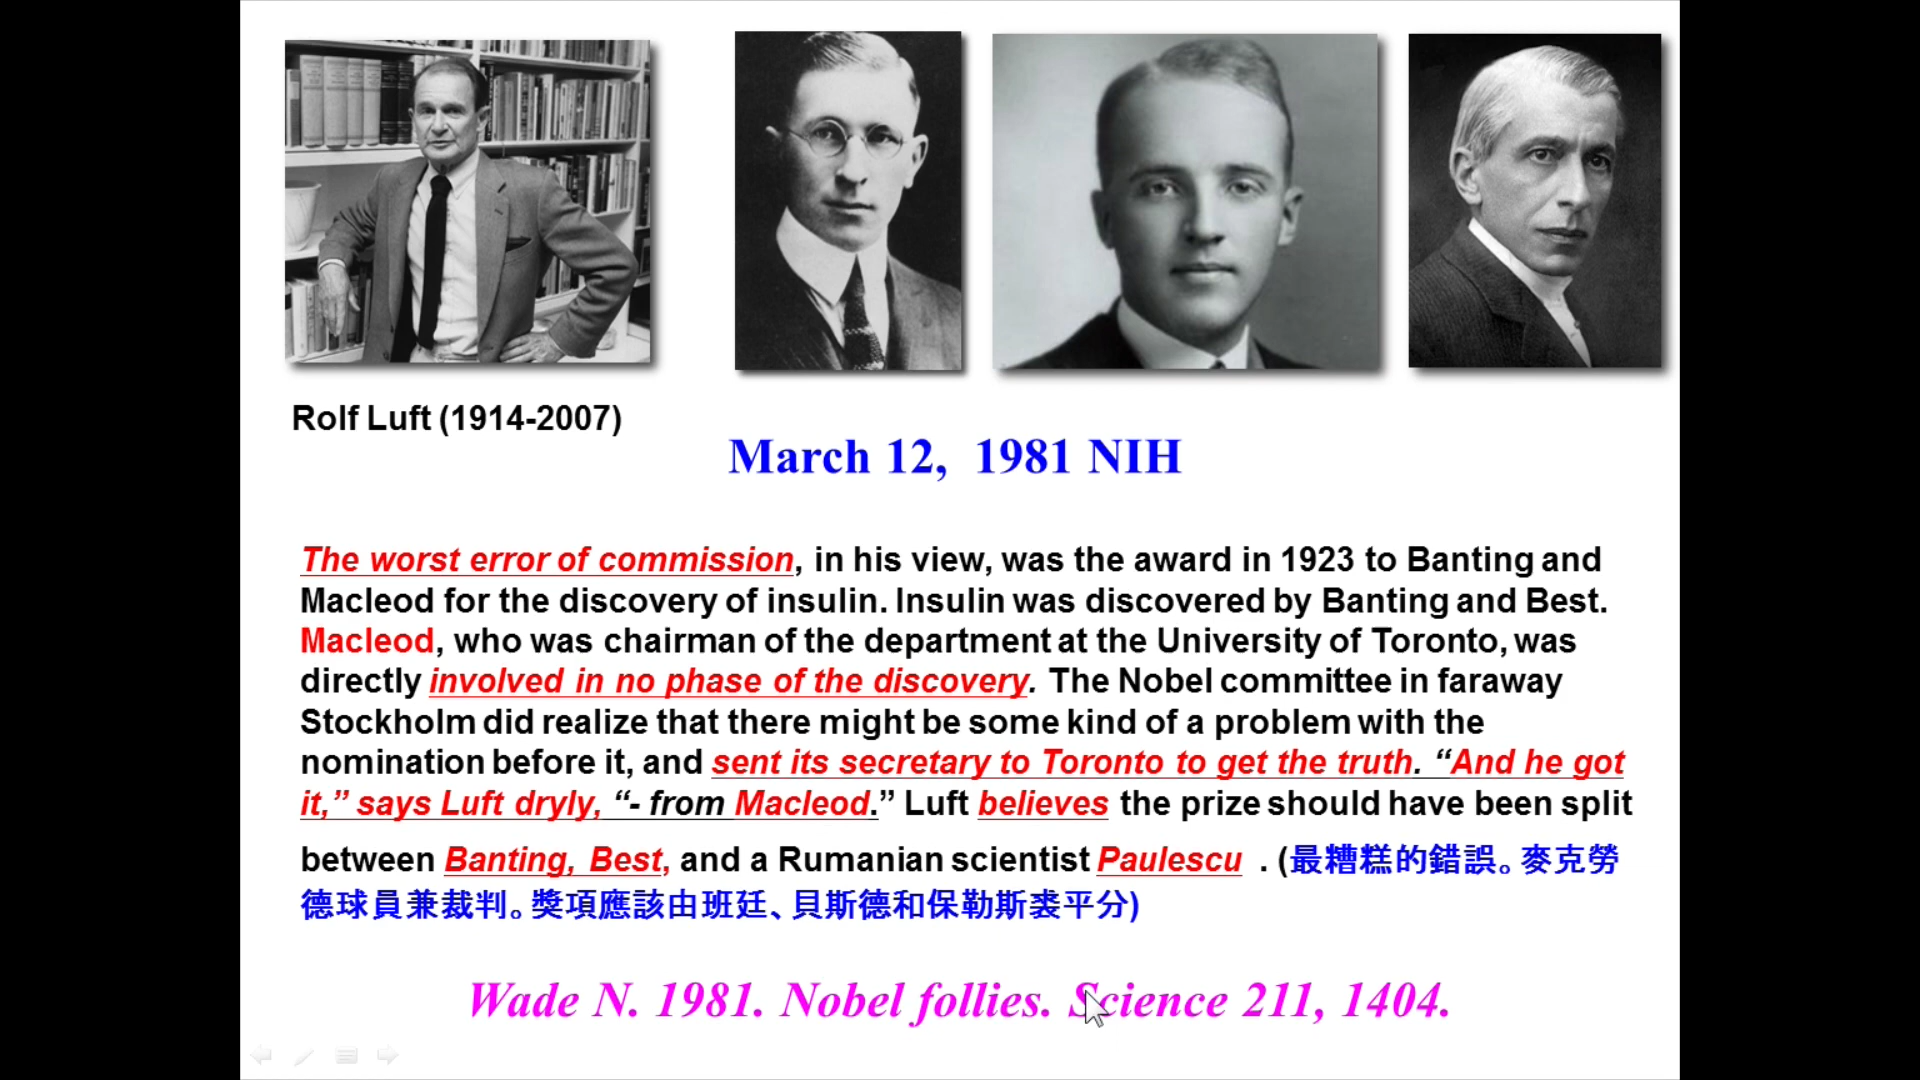 Rolf Luft (1914-2007)
March 12, 1981 NIH
The worst error of commission, in his view, was the award in 1923 to Banting and
Macleod for the discovery of insulin. Insulin was discovered by Banting and Best.
Macleod, who was chairman of the department at the University of Toronto, was
directly involved in no phase of the discovery. The Nobel committee in faraway
Stockholm did realize that there might be some kind of a problem with the
nomination before it, and sent its secretary to Toronto to get the truth. “And he got
it,” says Luft dryly, “- from Macleod.” Luft believes the prize should have been split
between Banting, Best, and a Rumanian scientist Paulescu . (最糟糕的錯誤。麥克勞
德球員兼裁判。獎項應該由班廷、貝斯德和保勒斯裘平分)
Wade N. 1981. Nobel follies. Science 211, 1404.